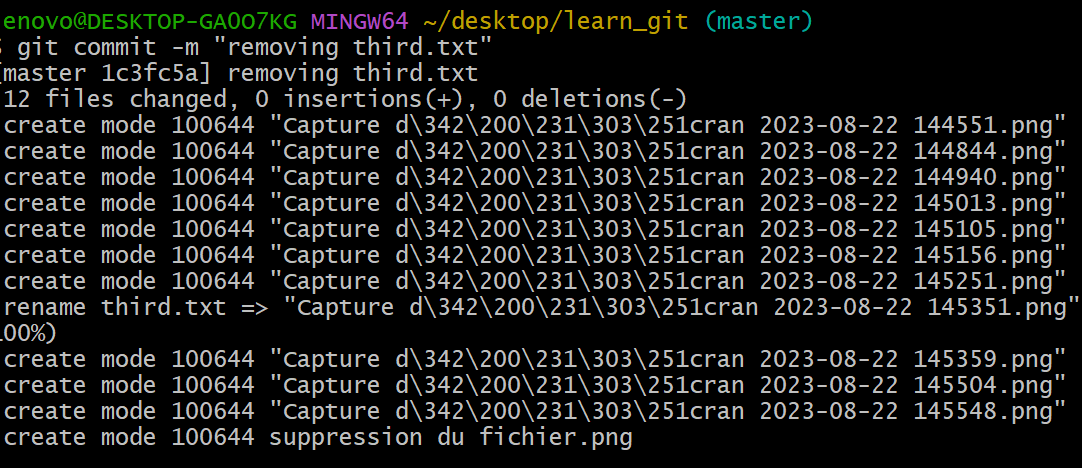 enovo@DESKTOP-GAOO7KG MINGW64 ~/desktop/learn_git (master)
$ git commit -m "removing third.txt"
[master 1c3fc5a] removing third.txt
12 files changed, 0 insertions(+), 0 deletions(-)
create mode 100644 "Capture d\342\200\231\303\251cran 2023-08-22 144551.png"
create mode 100644 "Capture d\342\200\231\303\251cran 2023-08-22 144844.png"
create mode 100644 "Capture d\342\200\231\303\251cran 2023-08-22 144940.png"
create mode 100644 "Capture d\342\200\231\303\251cran 2023-08-22 145013.png"
create mode 100644 "Capture d\342\200\231\303\251cran 2023-08-22 145105.png"
create mode 100644 "Capture d\342\200\231\303\251cran 2023-08-22 145156.png"
create mode 100644 "Capture d\342\200\231\303\251cran 2023-08-22 145251.png"
rename third.txt => "Capture d\342\200\231\303\251cran 2023-08-22 145351.png"
100%)
create mode 100644 "Capture d\342\200\231\303\251cran 2023-08-22 145359.png"
create mode 100644 "Capture d\342\200\231\303\251cran 2023-08-22 145504.png"
create mode 100644 "Capture d\342\200\231\303\251cran 2023-08-22 145548.png"
create mode 100644 suppression du fichier.png